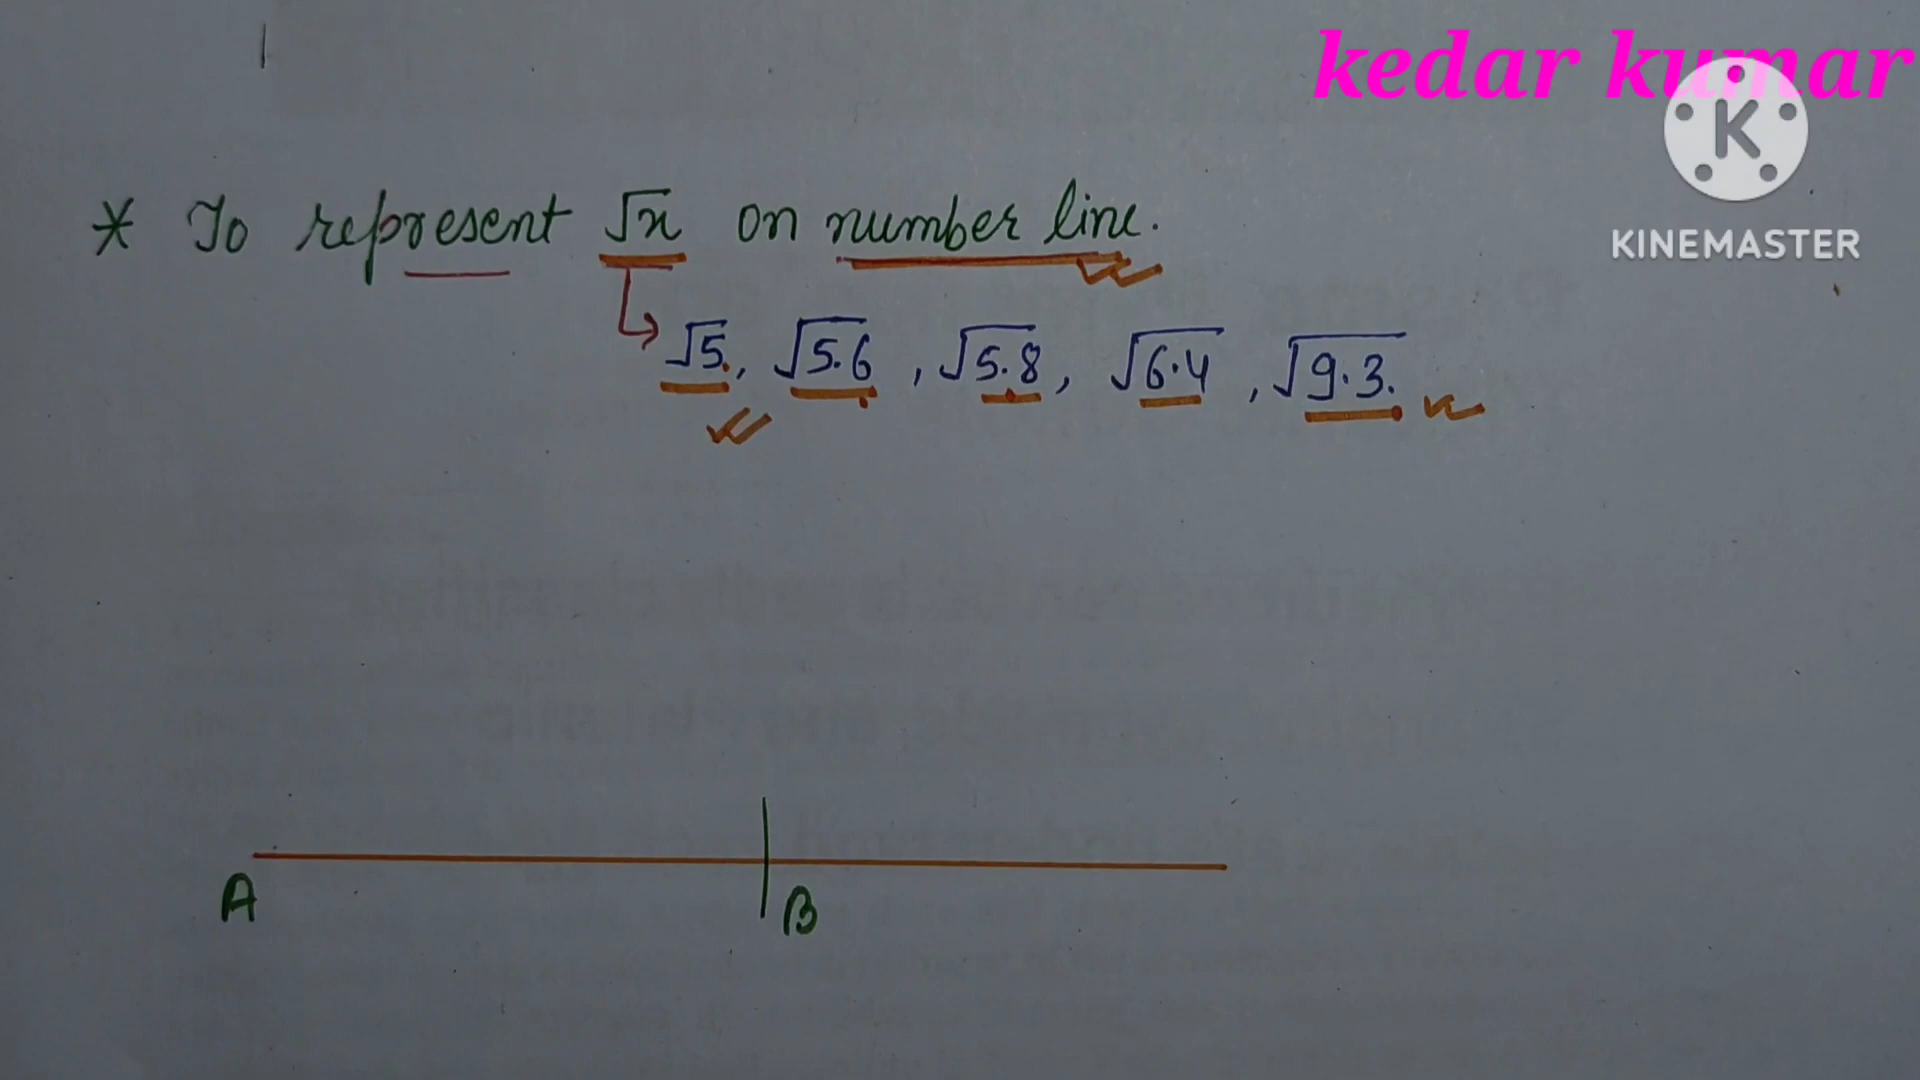 kedar kumar
K
KINEMASTER
* To represent √x on number line.
√5., √5.6, √5.8, √6.4, √9.3.
A B